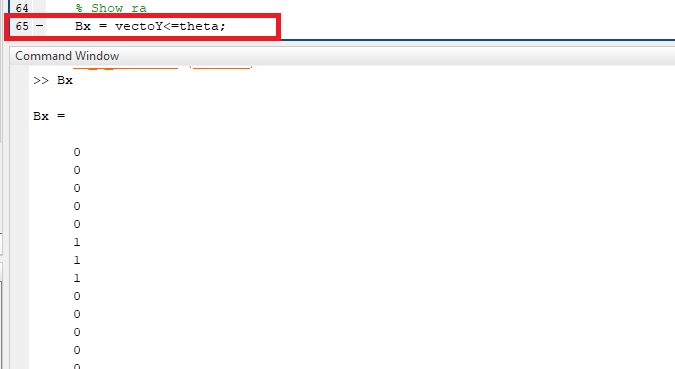 64 % Show ra
65 — Bx = vectoY<=theta;
Command Window
>> Bx
Bx =
0
0
0
0
0
1
1
1
0
0
0
0
0